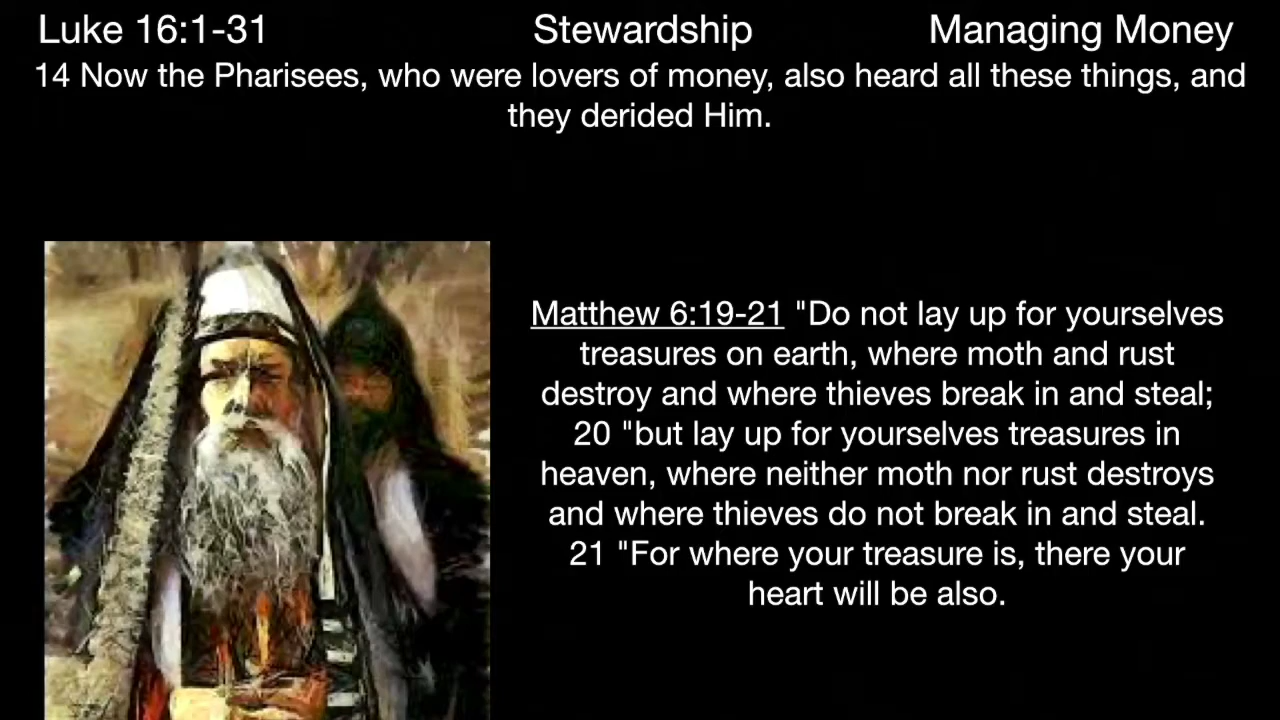 Luke 16:1-31 Stewardship Managing Money
14 Now the Pharisees, who were lovers of money, also heard all these things, and
they derided Him.
Matthew 6:19-21 "Do not lay up for yourselves
treasures on earth, where moth and rust
destroy and where thieves break in and steal;
20 "but lay up for yourselves treasures in
heaven, where neither moth nor rust destroys
and where thieves do not break in and steal.
21 "For where your treasure is, there your
heart will be also.